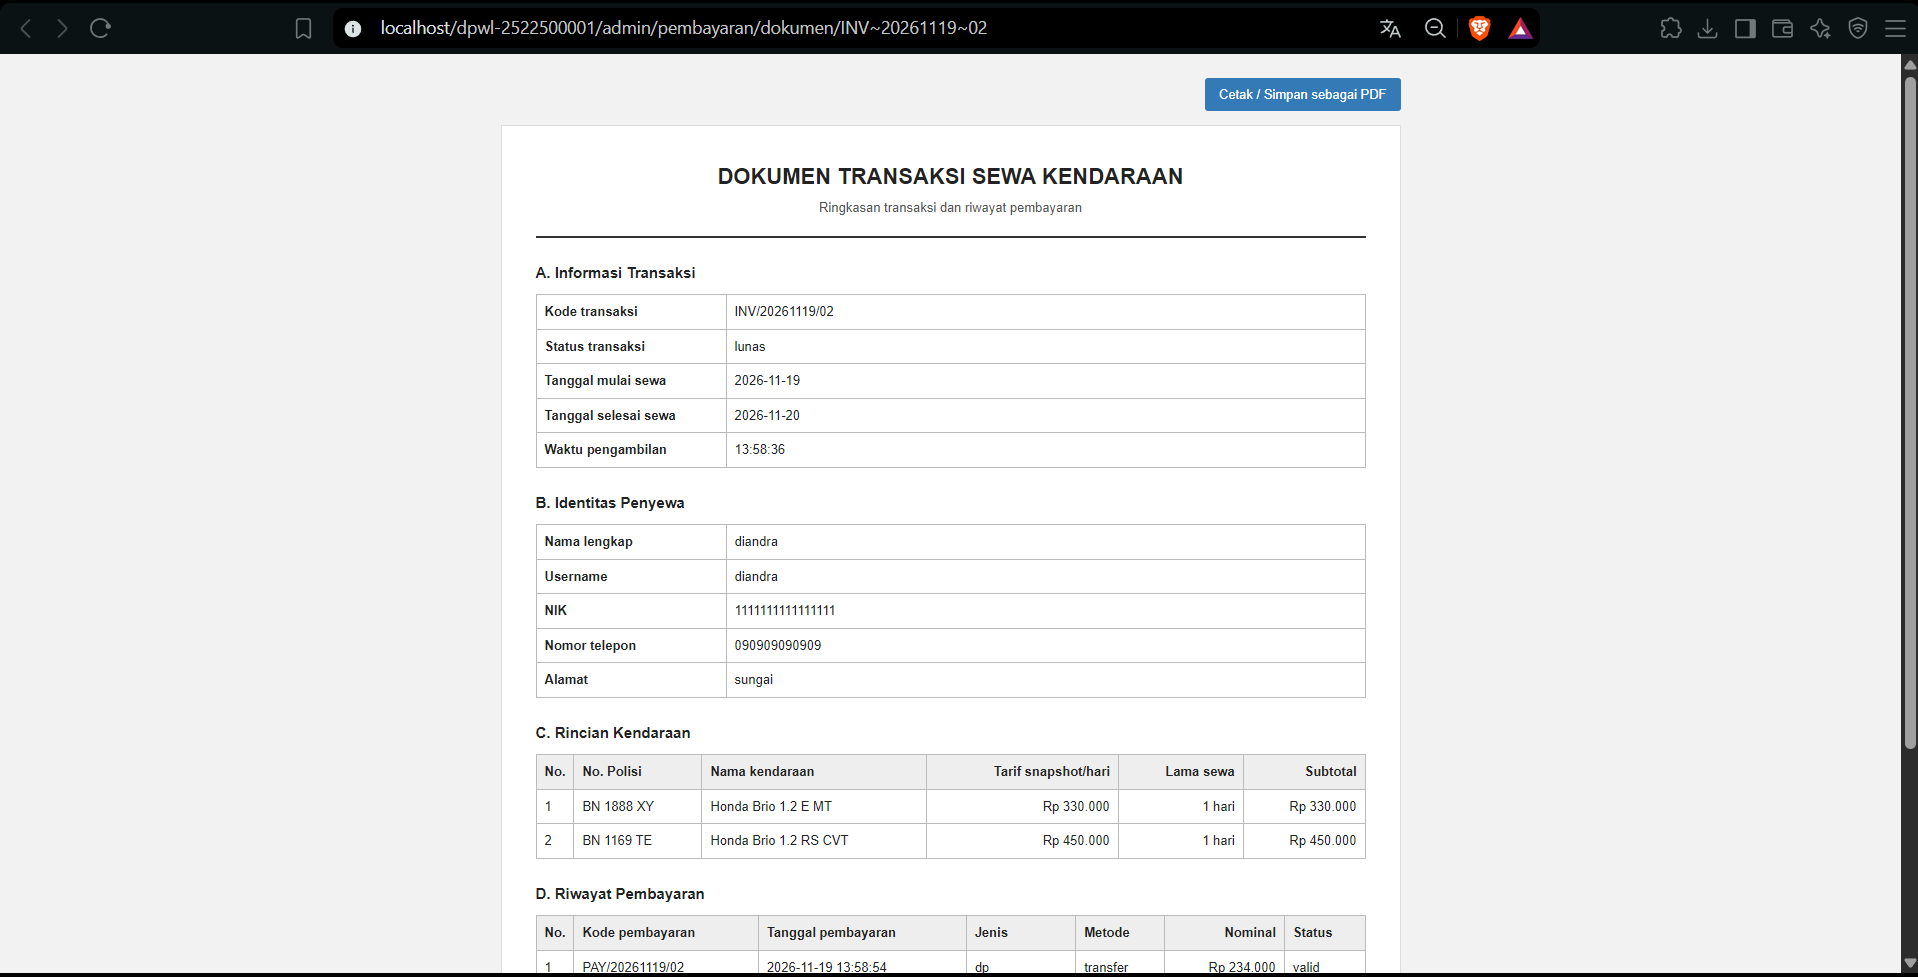 localhost/dpwl-2522500001/admin/pembayaran/dokumen/INV~20261119~02
Cetak / Simpan sebagai PDF
DOKUMEN TRANSAKSI SEWA KENDARAAN
Ringkasan transaksi dan riwayat pembayaran
A. Informasi Transaksi
Kode transaksi INV/20261119/02
Status transaksi lunas
Tanggal mulai sewa 2026-11-19
Tanggal selesai sewa 2026-11-20
Waktu pengambilan 13:58:36
B. Identitas Penyewa
Nama lengkap diandra
Username diandra
NIK 1111111111111111
Nomor telepon 090909090909
Alamat sungai
C. Rincian Kendaraan
No. No. Polisi Nama kendaraan Tarif snapshot/hari Lama sewa Subtotal
1 BN 1888 XY Honda Brio 1.2 E MT Rp 330.000 1 hari Rp 330.000
2 BN 1169 TE Honda Brio 1.2 RS CVT Rp 450.000 1 hari Rp 450.000
D. Riwayat Pembayaran
No. Kode pembayaran Tanggal pembayaran Jenis Metode Nominal Status
1 PAY/20261119/02 2026-11-19 13:58:54 dp transfer Rp 234.000 valid